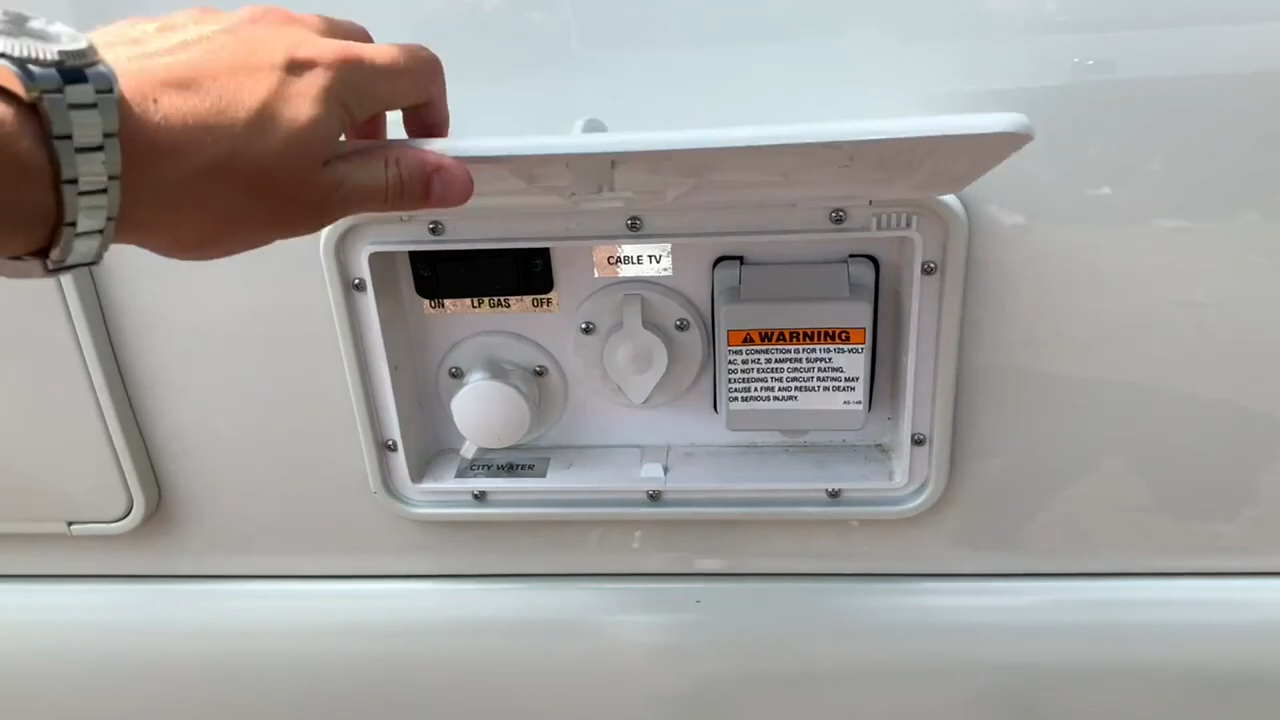 CABLE TV
ON LP GAS OFF
WARNING
THIS CONNECTION IS FOR 110-125-VOLT
AC, 60 HZ, 30 AMPERE SUPPLY.
DO NOT EXCEED CIRCUIT RATING.
EXCEEDING THE CIRCUIT RATING MAY
CAUSE A FIRE AND RESULT IN DEATH
OR SERIOUS INJURY.
CITY WATER